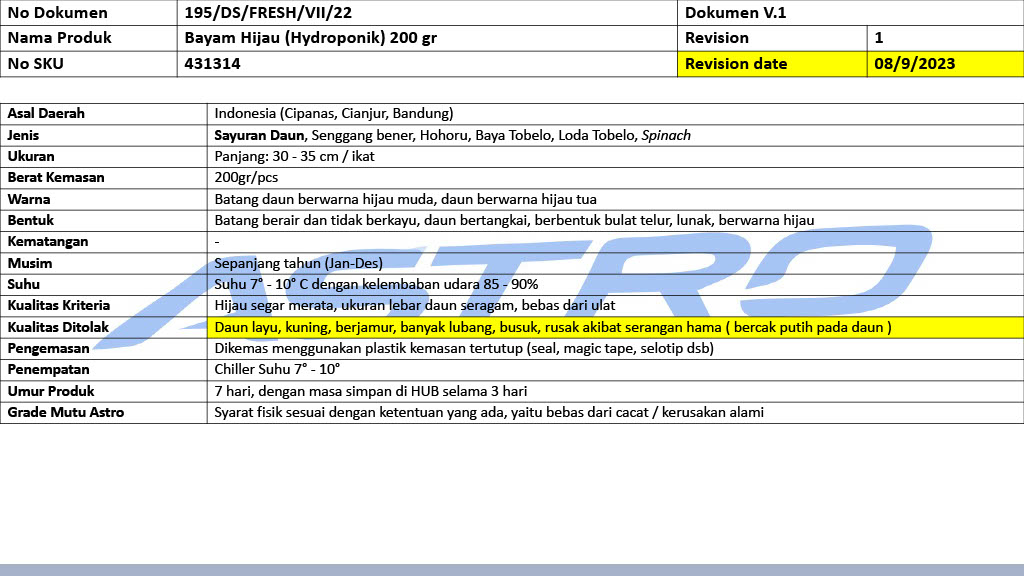 No Dokumen 195/DS/FRESH/VII/22 Dokumen V.1
Nama Produk Bayam Hijau (Hydroponik) 200 gr Revision 1
No SKU 431314 Revision date 08/9/2023
Asal Daerah Indonesia (Cipanas, Cianjur, Bandung)
Jenis Sayuran Daun, Senggang bener, Hohoru, Baya Tobelo, Loda Tobelo, Spinach
Ukuran Panjang: 30 - 35 cm / ikat
Berat Kemasan 200gr/pcs
Warna Batang daun berwarna hijau muda, daun berwarna hijau tua
Bentuk Batang berair dan tidak berkayu, daun bertangkai, berbentuk bulat telur, lunak, berwarna hijau
Kematangan -
Musim Sepanjang tahun (Jan-Des)
Suhu Suhu 7° - 10° C dengan kelembaban udara 85 - 90%
Kualitas Kriteria Hijau segar merata, ukuran lebar daun seragam, bebas dari ulat
Kualitas Ditolak Daun layu, kuning, berjamur, banyak lubang, busuk, rusak akibat serangan hama ( bercak putih pada daun )
Pengemasan Dikemas menggunakan plastik kemasan tertutup (seal, magic tape, selotip dsb)
Penempatan Chiller Suhu 7° - 10°
Umur Produk 7 hari, dengan masa simpan di HUB selama 3 hari
Grade Mutu Astro Syarat fisik sesuai dengan ketentuan yang ada, yaitu bebas dari cacat / kerusakan alami
ASTRO